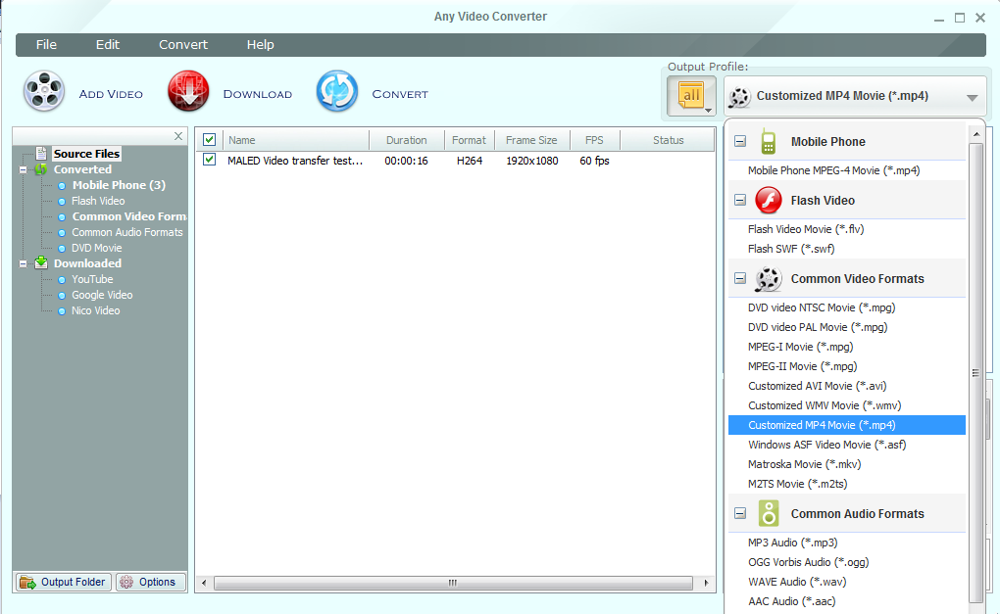 Any Video Converter
File Edit Convert Help
Output Profile:
ADD VIDEO DOWNLOAD CONVERT
all
Customized MP4 Movie (*.mp4)
Source Files
Converted
Mobile Phone (3)
Flash Video
Common Video Form
Common Audio Formats
DVD Movie
Downloaded
YouTube
Google Video
Nico Video
Output Folder Options
Name Duration Format Frame Size FPS Status
MALED Video transfer test... 00:00:16 H264 1920x1080 60 fps
Mobile Phone
Mobile Phone MPEG-4 Movie (*.mp4)
Flash Video
Flash Video Movie (*.flv)
Flash SWF (*.swf)
Common Video Formats
DVD video NTSC Movie (*.mpg)
DVD video PAL Movie (*.mpg)
MPEG-I Movie (*.mpg)
MPEG-II Movie (*.mpg)
Customized AVI Movie (*.avi)
Customized WMV Movie (*.wmv)
Customized MP4 Movie (*.mp4)
Windows ASF Video Movie (*.asf)
Matroska Movie (*.mkv)
M2TS Movie (*.m2ts)
Common Audio Formats
MP3 Audio (*.mp3)
OGG Vorbis Audio (*.ogg)
WAVE Audio (*.wav)
AAC Audio (*.aac)